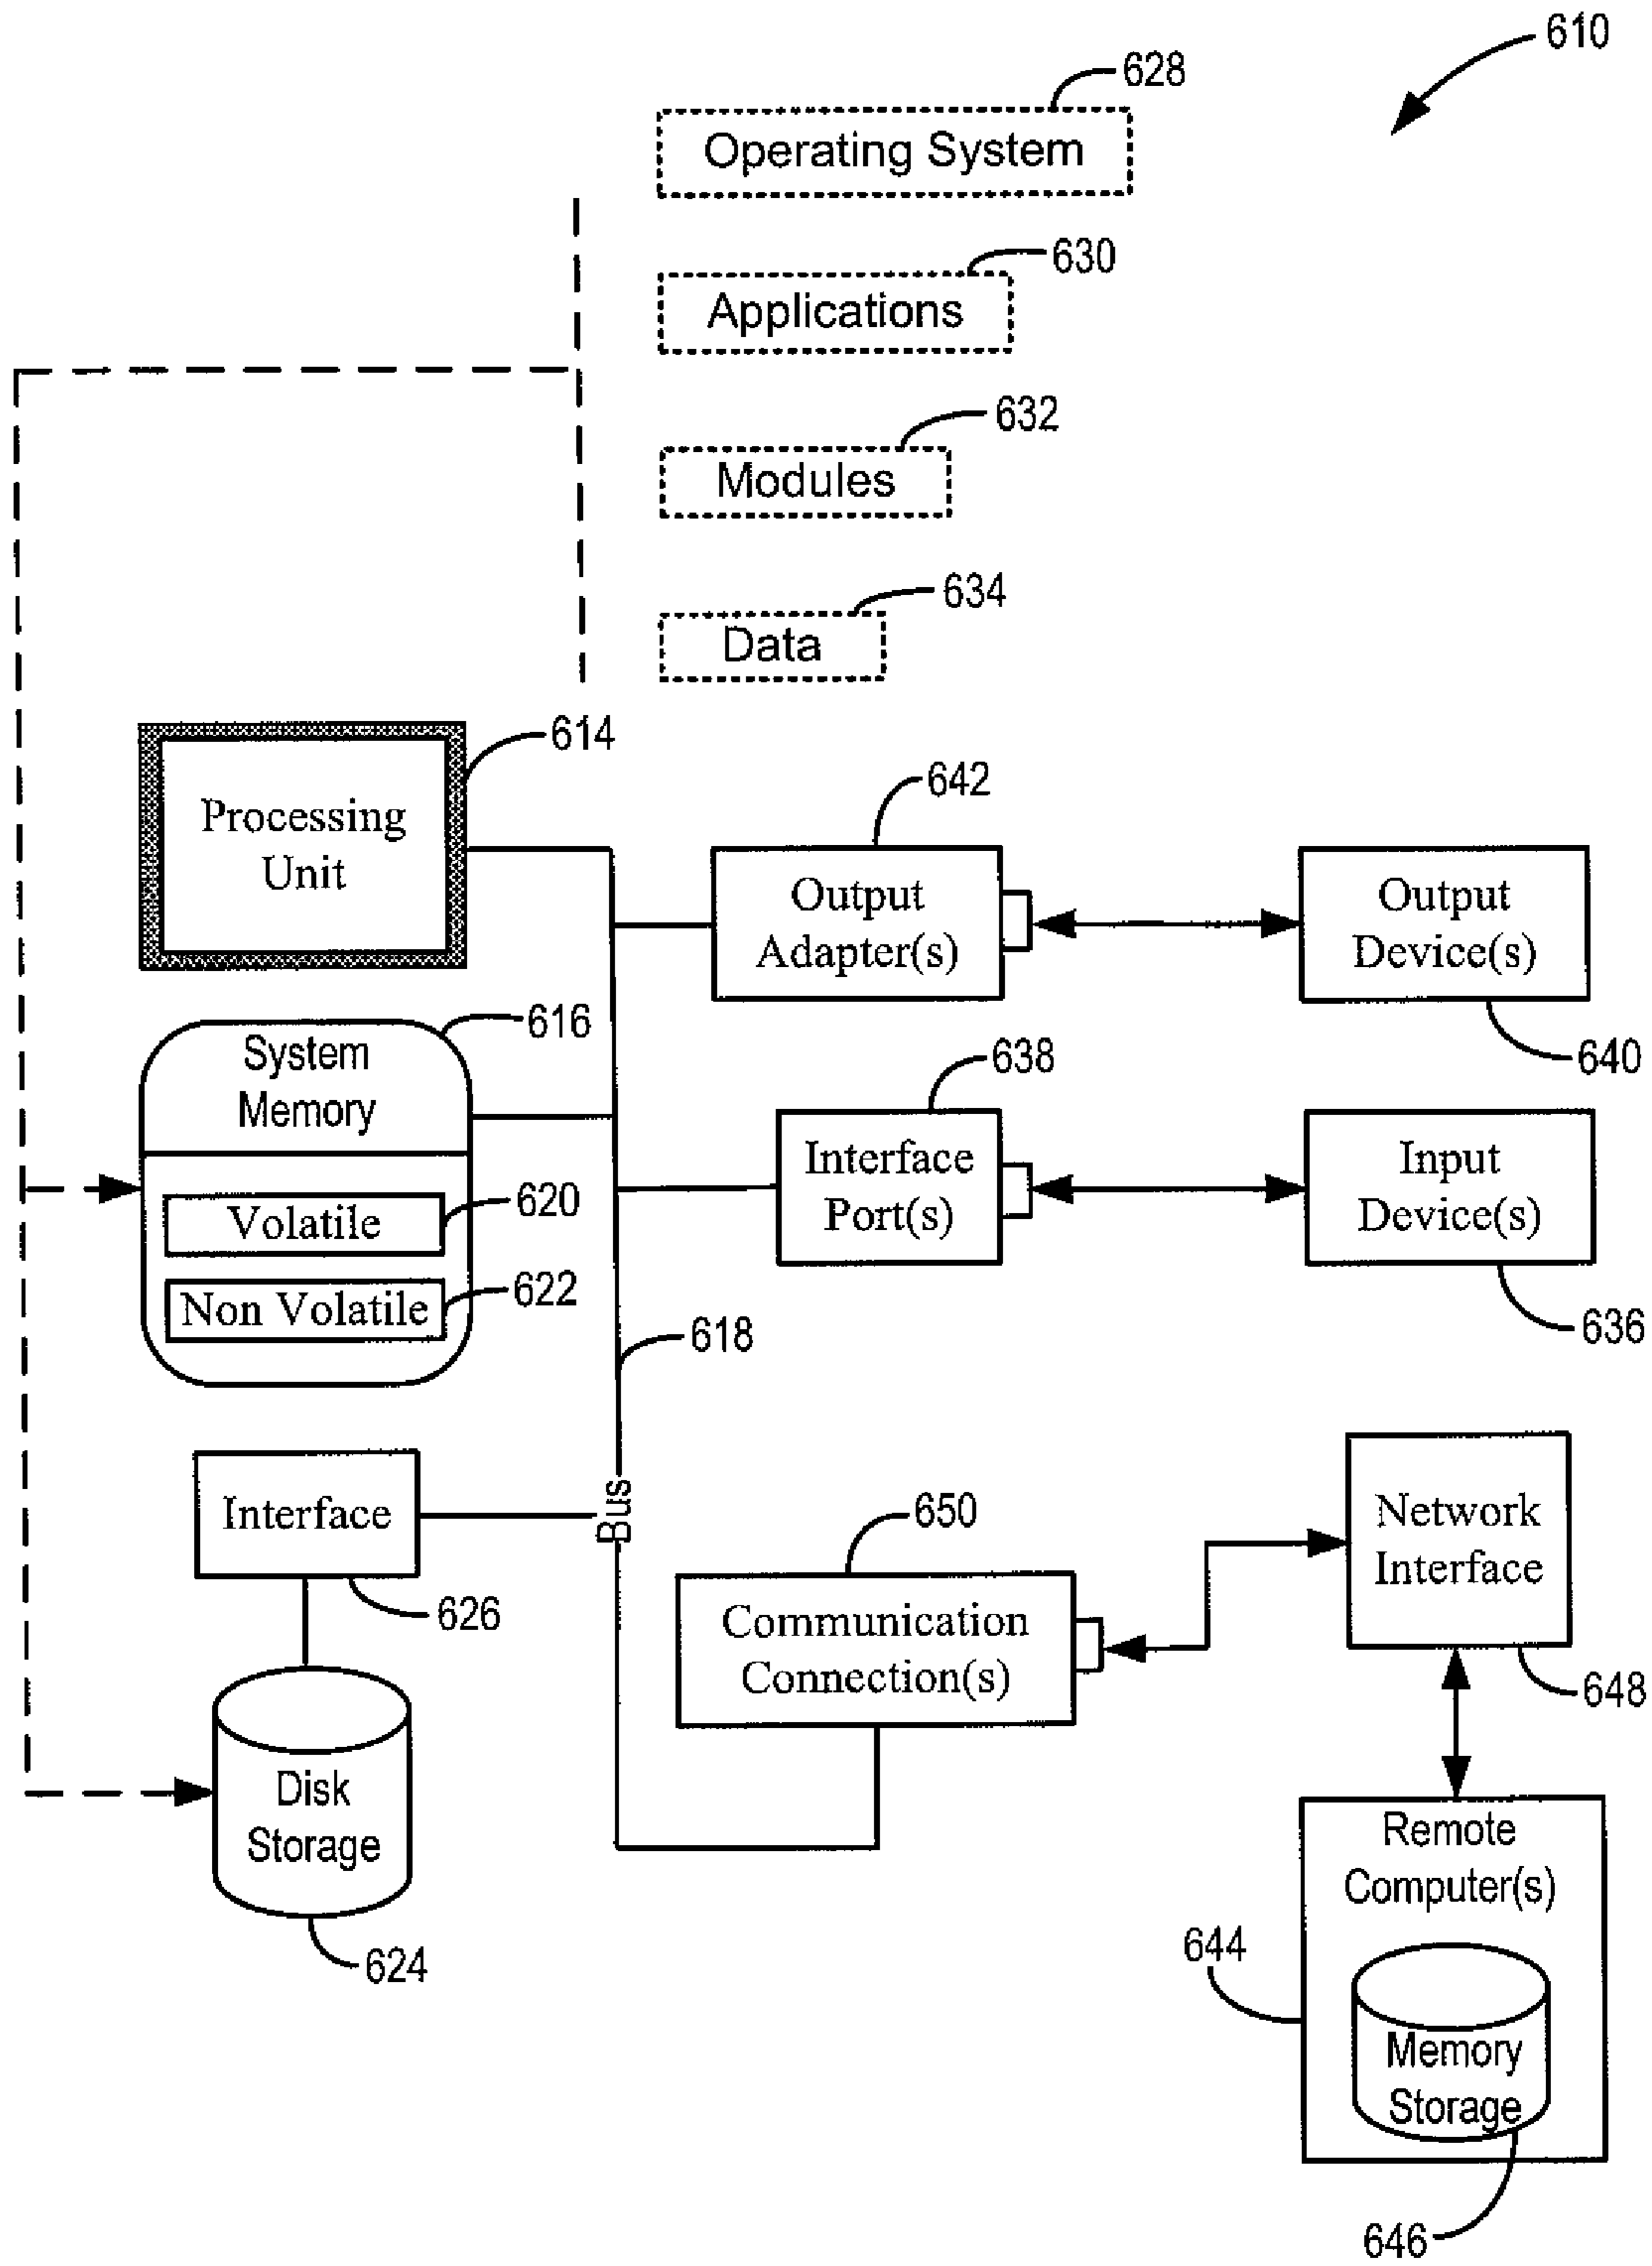 610
628
Operating System
630
Applications
632
Modules
634
Data
614
Processing
Unit
642
Output
Adapter(s)
Output
Device(s)
640
616
System
Memory
620
Volatile
622
Non Volatile
638
Interface
Port(s)
Input
Device(s)
636
618
Bus
Interface
626
650
Communication
Connection(s)
Network
Interface
648
Disk
Storage
624
Remote
Computer(s)
644
Memory
Storage
646